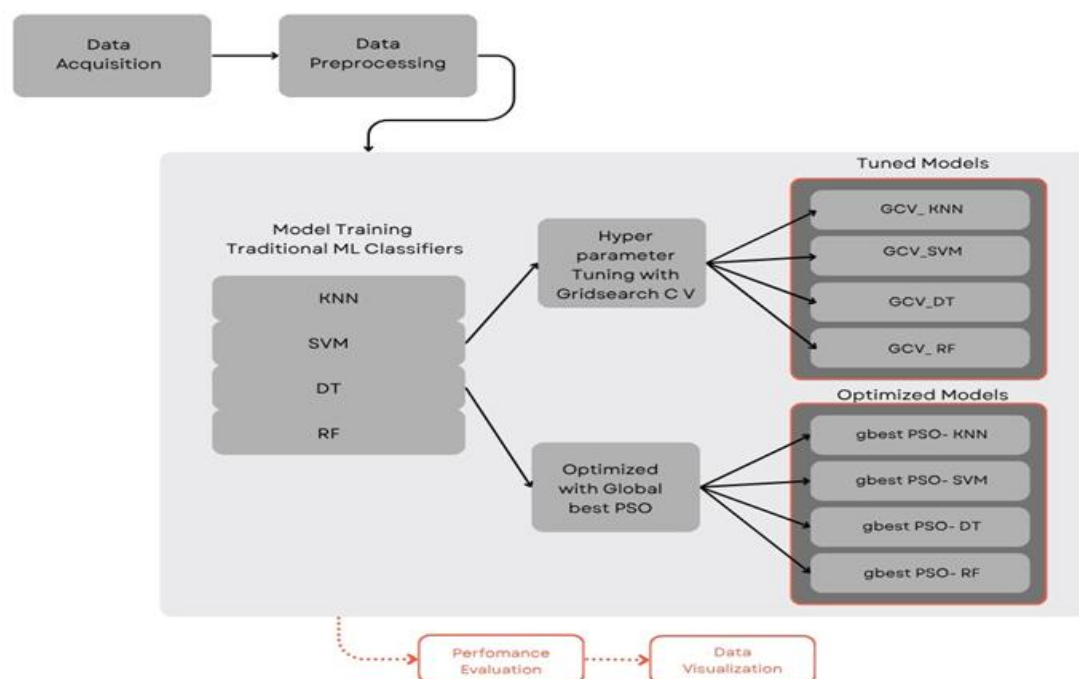 Data
Acquisition
Data
Preprocessing
Model Training
Traditional ML Classifiers
KNN
SVM
DT
RF
Hyper
parameter
Tuning with
Gridsearch C V
Optimized
with Global
best PSO
Tuned Models
GCV_ KNN
GCV_SVM
GCV_DT
GCV_ RF
Optimized Models
gbest PSO- KNN
gbest PSO- SVM
gbest PSO- DT
gbest PSO- RF
Perfomance
Evaluation
Data
Visualization